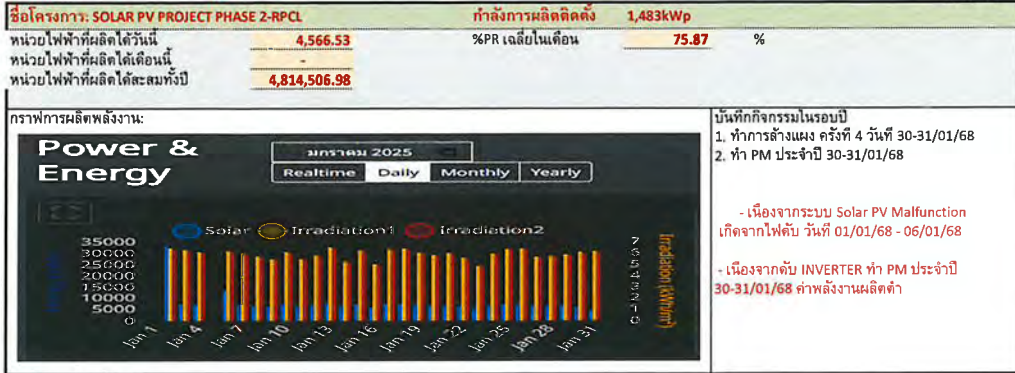 ชื่อโครงการ: SOLAR PV PROJECT PHASE 2-RPCL กำลังการผลิตติดตั้ง 1,483kWp
หน่วยไฟฟ้าที่ผลิตได้วันนี้ 4,566.53 %PR เฉลี่ยในเดือน 75.87 %
หน่วยไฟฟ้าที่ผลิตได้เดือนนี้ -
หน่วยไฟฟ้าที่ผลิตได้สะสมทั้งปี 4,814,506.98
กราฟการผลิตพลังงาน:
Power &
Energy
มกราคม 2025
Realtime Daily Monthly Yearly
Solar Irradiation1 Irradiation2
35000
30000
25000
20000
15000
10000
5000
0
7
6
5
4
3
2
1
0
Irradiation (kWh/m²)
Jan 1 Jan 4 Jan 7 Jan 10 Jan 13 Jan 16 Jan 19 Jan 22 Jan 25 Jan 28 Jan 31
บันทึกกิจกรรมในรอบปี
1. ทำการล้างแผง ครั้งที่ 4 วันที่ 30-31/01/68
2. ทำ PM ประจำปี 30-31/01/68
- เนื่องจากระบบ Solar PV Malfunction
เกิดจากไฟดับ วันที่ 01/01/68 - 06/01/68
- เนื่องจากดับ INVERTER ทำ PM ประจำปี
30-31/01/68 ค่าพลังงานผลิตต่ำ